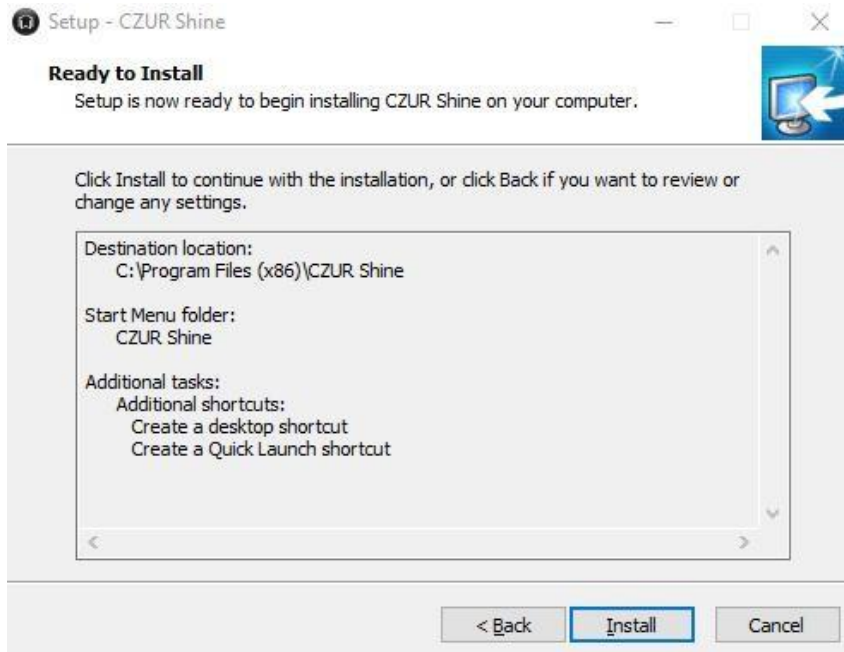 Setup - CZUR Shine
Ready to Install
Setup is now ready to begin installing CZUR Shine on your computer.
Click Install to continue with the installation, or click Back if you want to review or
change any settings.
Destination location:
C:\Program Files (x86)\CZUR Shine
Start Menu folder:
CZUR Shine
Additional tasks:
Additional shortcuts:
Create a desktop shortcut
Create a Quick Launch shortcut
< Back
Install
Cancel